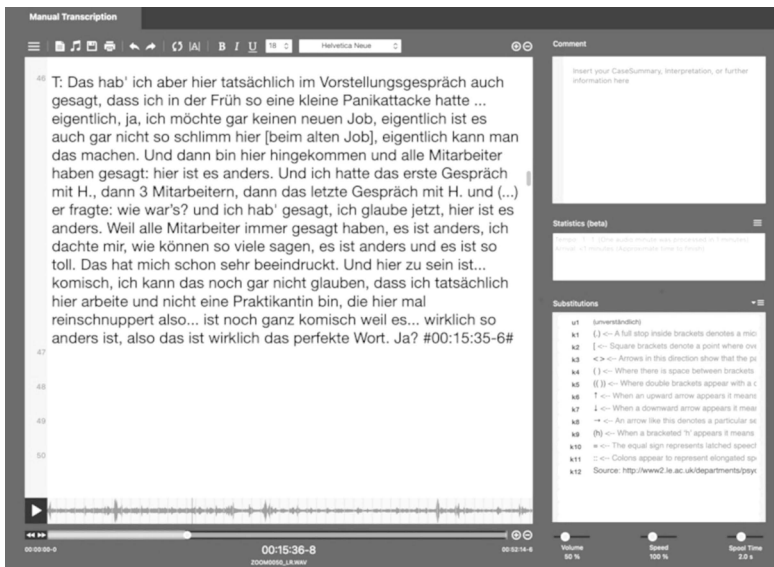 Manual Transcription
B I U 18 Helvetica Neue
46 T: Das hab' ich aber hier tatsächlich im Vorstellungsgespräch auch
gesagt, dass ich in der Früh so eine kleine Panikattacke hatte ...
eigentlich, ja, ich möchte gar keinen neuen Job, eigentlich ist es
auch gar nicht so schlimm hier [beim alten Job], eigentlich kann man
das machen. Und dann bin hier hingekommen und alle Mitarbeiter
haben gesagt: hier ist es anders. Und ich hatte das erste Gespräch
mit H., dann 3 Mitarbeitern, dann das letzte Gespräch mit H. und (...)
er fragte: wie war's? und ich hab' gesagt, ich glaube jetzt, hier ist es
anders. Weil alle Mitarbeiter immer gesagt haben, es ist anders, ich
dachte mir, wie können so viele sagen, es ist anders und es ist so
toll. Das hat mich schon sehr beeindruckt. Und hier zu sein ist...
komisch, ich kann das noch gar nicht glauben, dass ich tatsächlich
hier arbeite und nicht eine Praktikantin bin, die hier mal
reinschnuppert also... ist noch ganz komisch weil es... wirklich so
anders ist, also das ist wirklich das perfekte Wort. Ja? #00:15:35-6#
47
48
49
50
00:00:00-0 00:15:36-8 00:52:14-6
ZOOM0050_LR.WAV
Comment
Insert your CaseSummary, Interpretation, or further
information here
Statistics (beta)
Substitutions
u1 (unverständlich)
k1 (.) <-- A full stop inside brackets denotes a mic
k2 [ <-- Square brackets denote a point where ove
k3 < > <-- Arrows in this direction show that the pa
k4 ( ) <-- Where there is space between brackets
k5 (( )) <-- Where double brackets appear with a d
k6 ↑ <-- When an upward arrow appears it means
k7 ↓ <-- When a downward arrow appears it mea
k8 → <-- An arrow like this denotes a particular se
k9 (h) <-- When a bracketed 'h' appears it means
k10 = <-- The equal sign represents latched speech
k11 :: <-- Colons appear to represent elongated spe
k12 Source: http://www2.le.ac.uk/departments/psyc
Volume Speed Spool Time
50 % 100 % 2.0 s